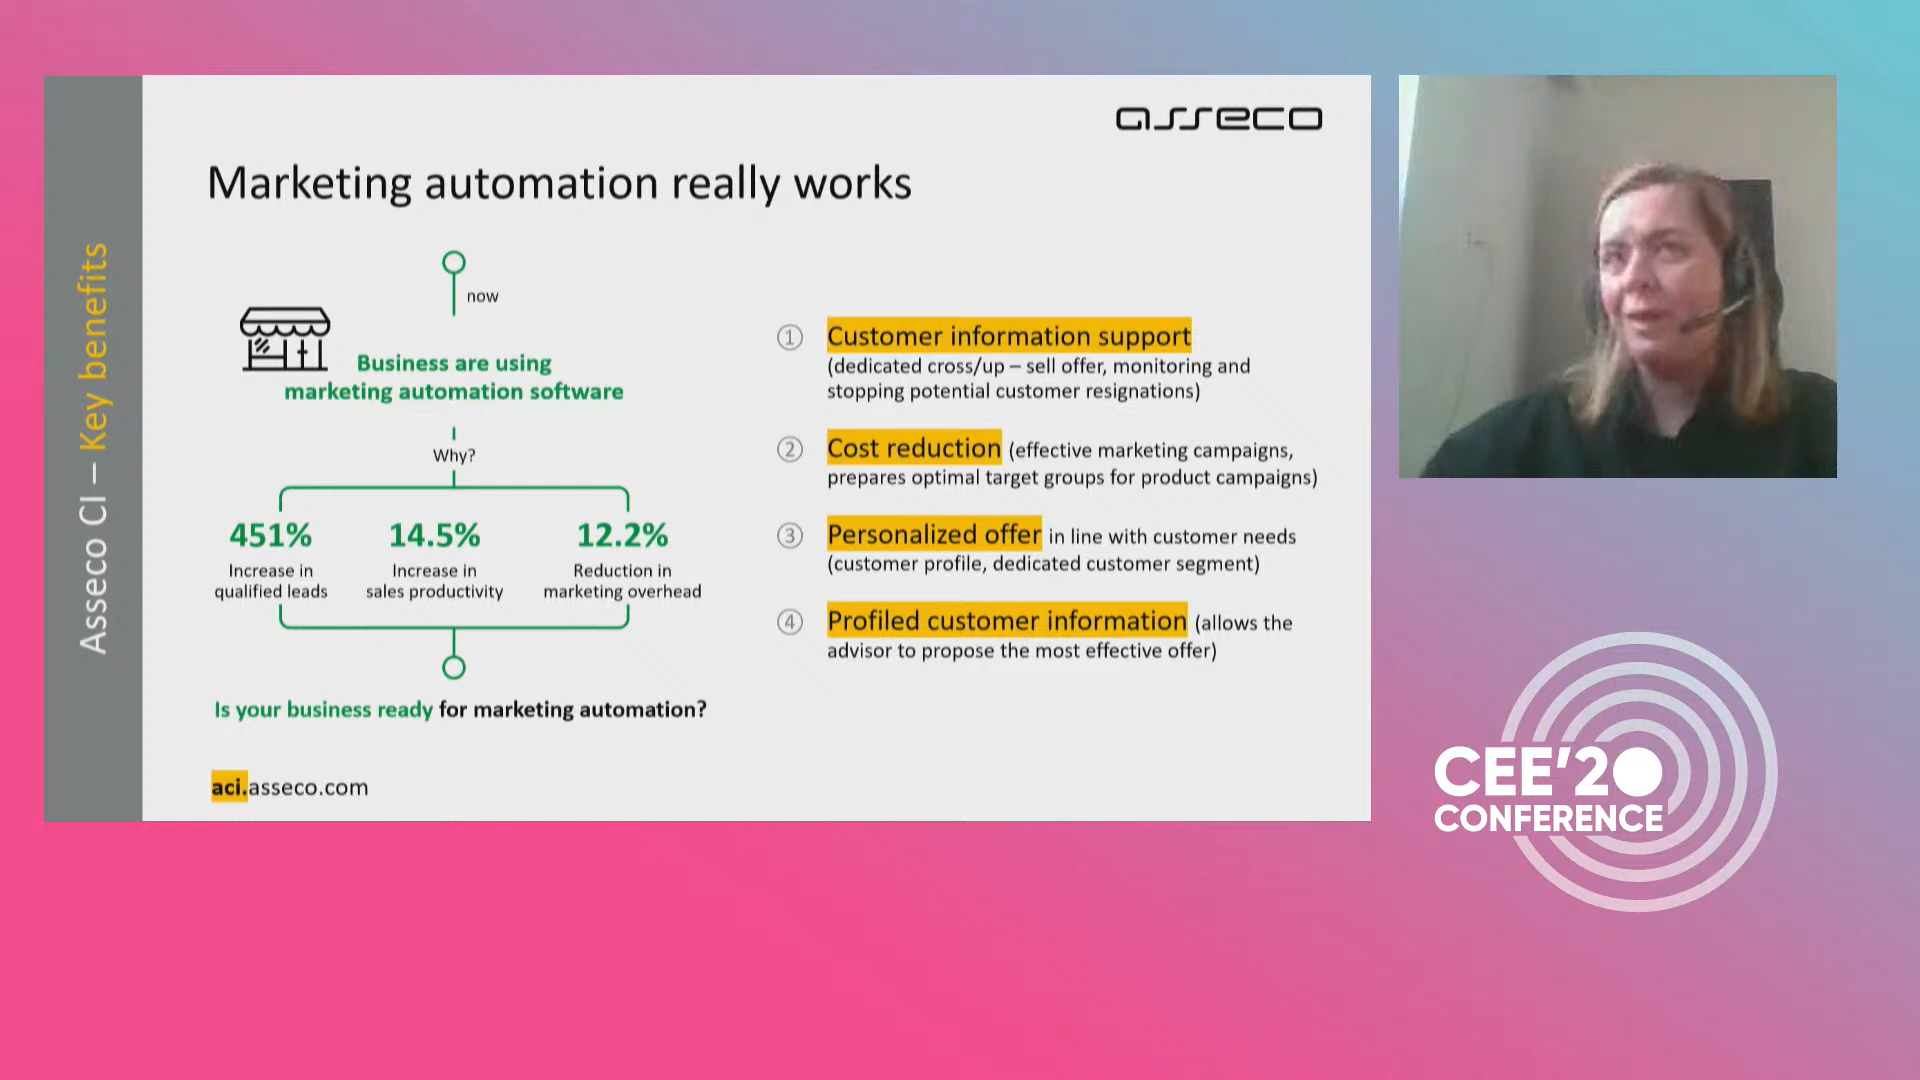 Asseco CI – Key benefits
asseco
Marketing automation really works
now
Business are using
marketing automation software
Why?
451%
Increase in
qualified leads
14.5%
Increase in
sales productivity
12.2%
Reduction in
marketing overhead
Is your business ready for marketing automation?
aci.asseco.com
1 Customer information support
(dedicated cross/up – sell offer, monitoring and
stopping potential customer resignations)
2 Cost reduction (effective marketing campaigns,
prepares optimal target groups for product campaigns)
3 Personalized offer in line with customer needs
(customer profile, dedicated customer segment)
4 Profiled customer information (allows the
advisor to propose the most effective offer)
CEE'20
CONFERENCE